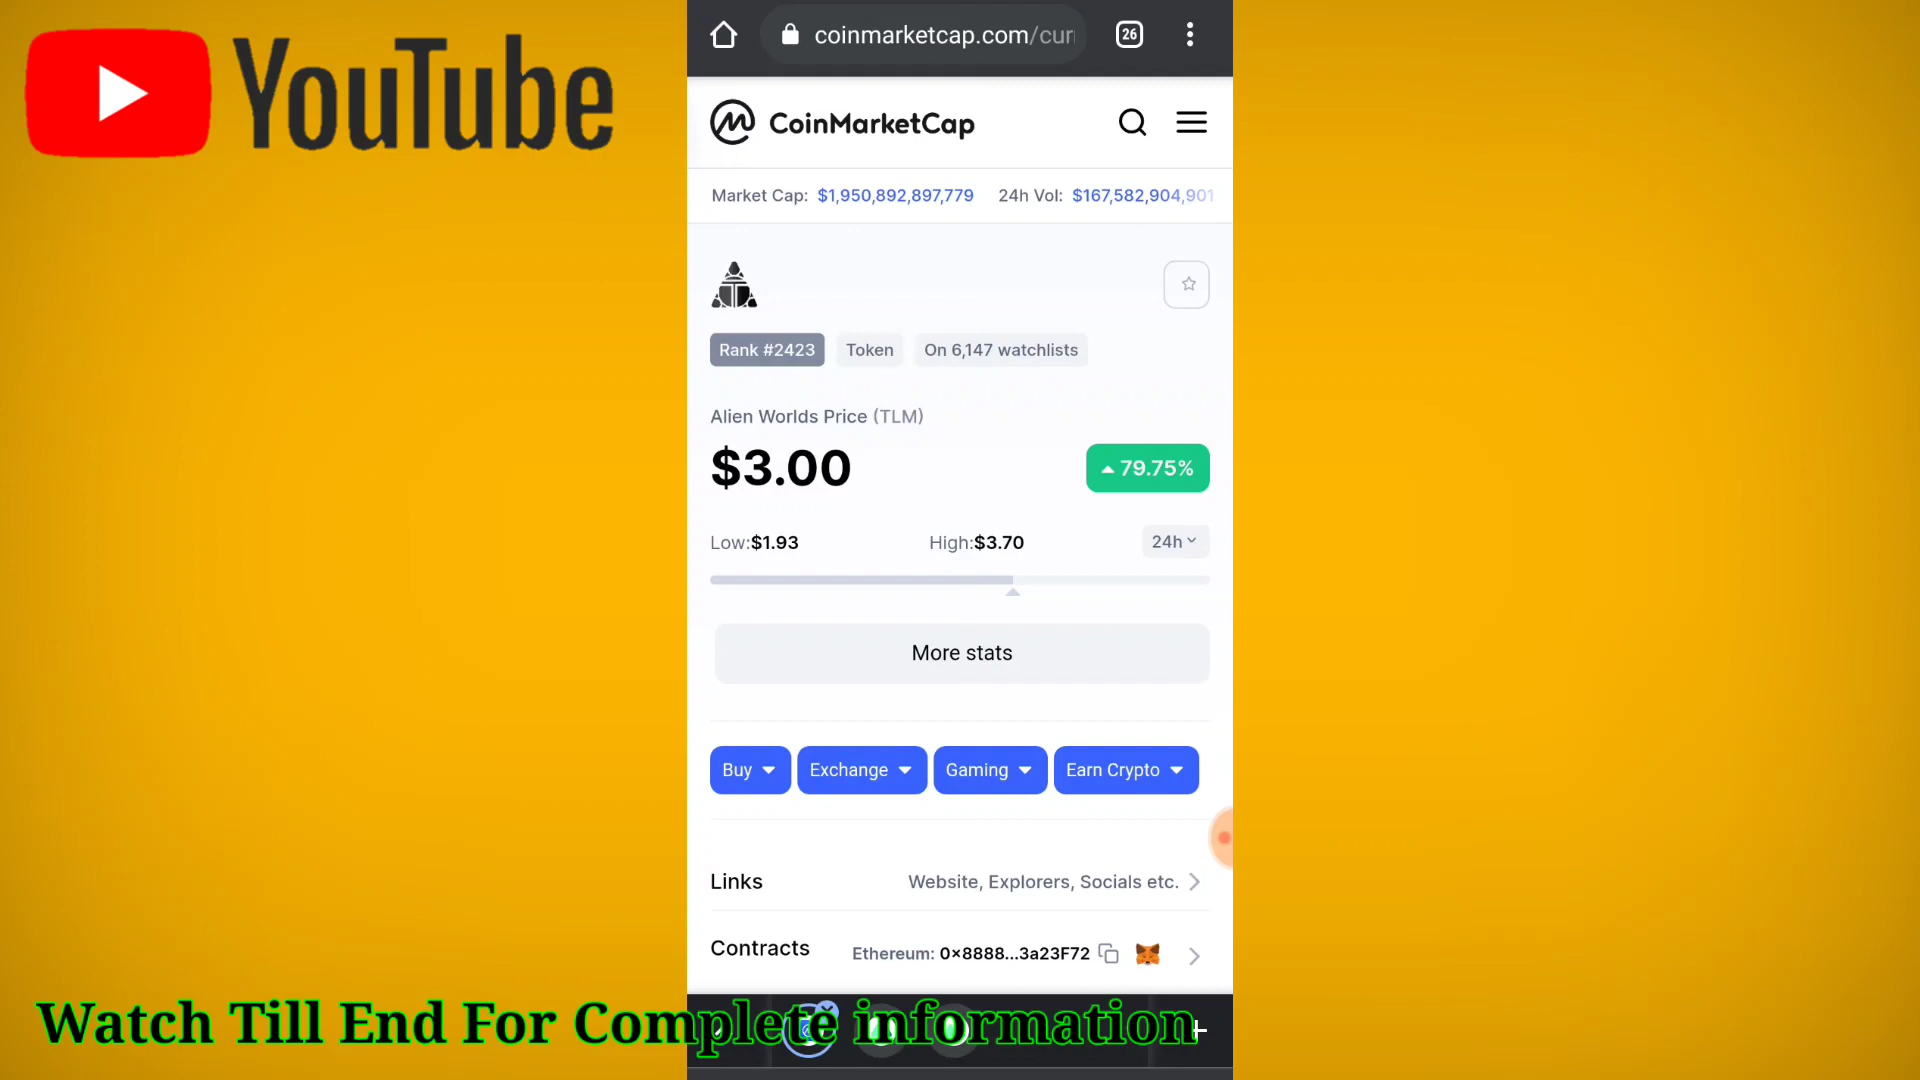 YouTube
coinmarketcap.com/cur
26
CoinMarketCap
Market Cap: $1,950,892,897,779 24h Vol: $167,582,904,901
Rank #2423 Token On 6,147 watchlists
Alien Worlds Price (TLM)
$3.00 79.75%
Low:$1.93 High:$3.70 24h
More stats
Buy Exchange Gaming Earn Crypto
Links Website, Explorers, Socials etc.
Contracts Ethereum: 0x8888...3a23F72
Watch Till End For Complete information